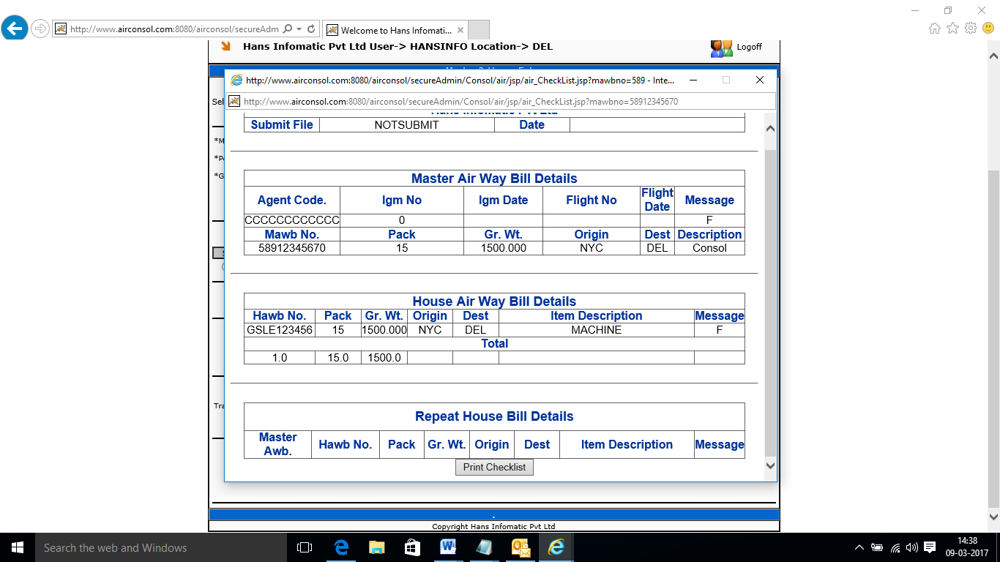 http://www.airconsol.com:8080/airconsol/secureAdm
Welcome to Hans Infomati...
Hans Infomatic Pvt Ltd User-> HANSINFO Location-> DEL
Logoff
http://www.airconsol.com:8080/airconsol/secureAdmin/Consol/air/jsp/air_CheckList.jsp?mawbno=589 - Inte...
http://www.airconsol.com:8080/airconsol/secureAdmin/Consol/air/jsp/air_CheckList.jsp?mawbno=58912345670
Sel
*M
*G
Tra
Hans Infomatic Pvt Ltd
Submit File NOTSUBMIT Date
Master Air Way Bill Details
Agent Code. Igm No Igm Date Flight No Flight Date Message
CCCCCCCCCCCC 0 F
Mawb No. Pack Gr. Wt. Origin Dest Description
58912345670 15 1500.000 NYC DEL Consol
House Air Way Bill Details
Hawb No. Pack Gr. Wt. Origin Dest Item Description Message
GSLE123456 15 1500.000 NYC DEL MACHINE F
Total
1.0 15.0 1500.0
Repeat House Bill Details
Master Awb. Hawb No. Pack Gr. Wt. Origin Dest Item Description Message
Print Checklist
.
Copyright Hans Infomatic Pvt Ltd
Search the web and Windows
14:38
09-03-2017